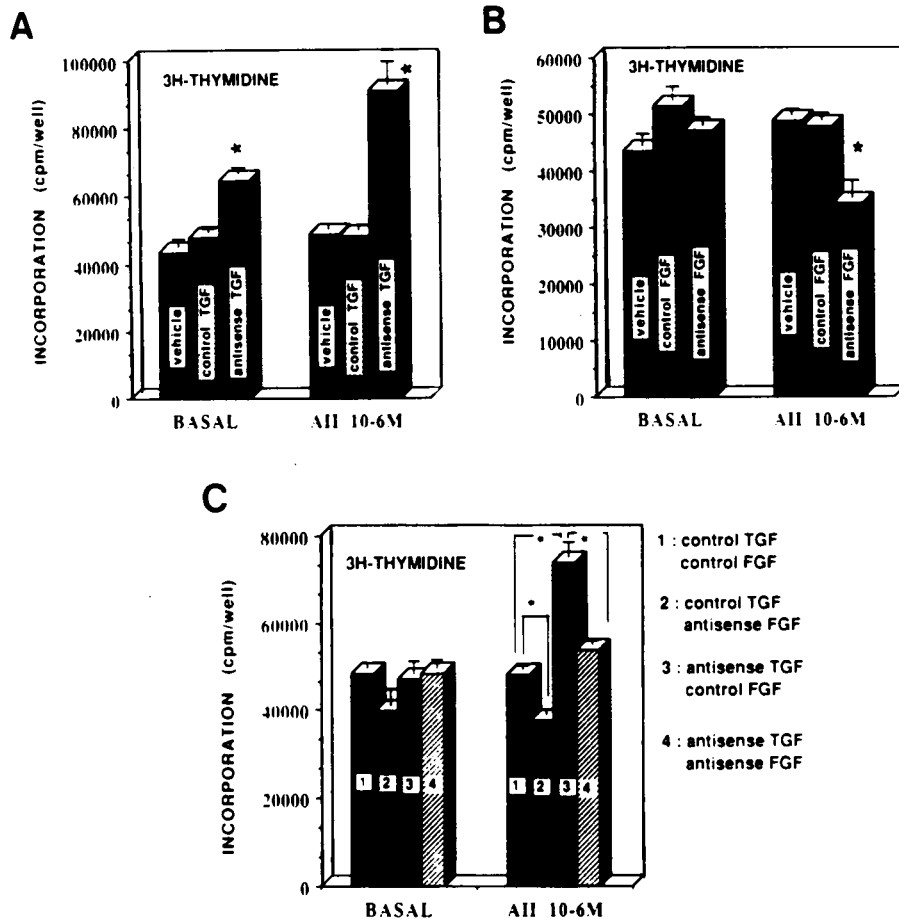 A
INCORPORATION (cpm/well)
100000
80000
60000
40000
20000
0
3H-THYMIDINE
*
*
vehicle
control TGF
antisense TGF
vehicle
control TGF
antisense TGF
BASAL
AII 10-6M
B
INCORPORATION (cpm/well)
60000
50000
40000
30000
20000
10000
0
3H-THYMIDINE
*
vehicle
control FGF
antisense FGF
vehicle
control FGF
antisense FGF
BASAL
AII 10-6M
C
INCORPORATION (cpm/well)
80000
60000
40000
20000
0
3H-THYMIDINE
*
*
*
1 2 3 4
1 2 3 4
BASAL
AII 10-6M
1 : control TGF
control FGF
2 : control TGF
antisense FGF
3 : antisense TGF
control FGF
4 : antisense TGF
antisense FGF